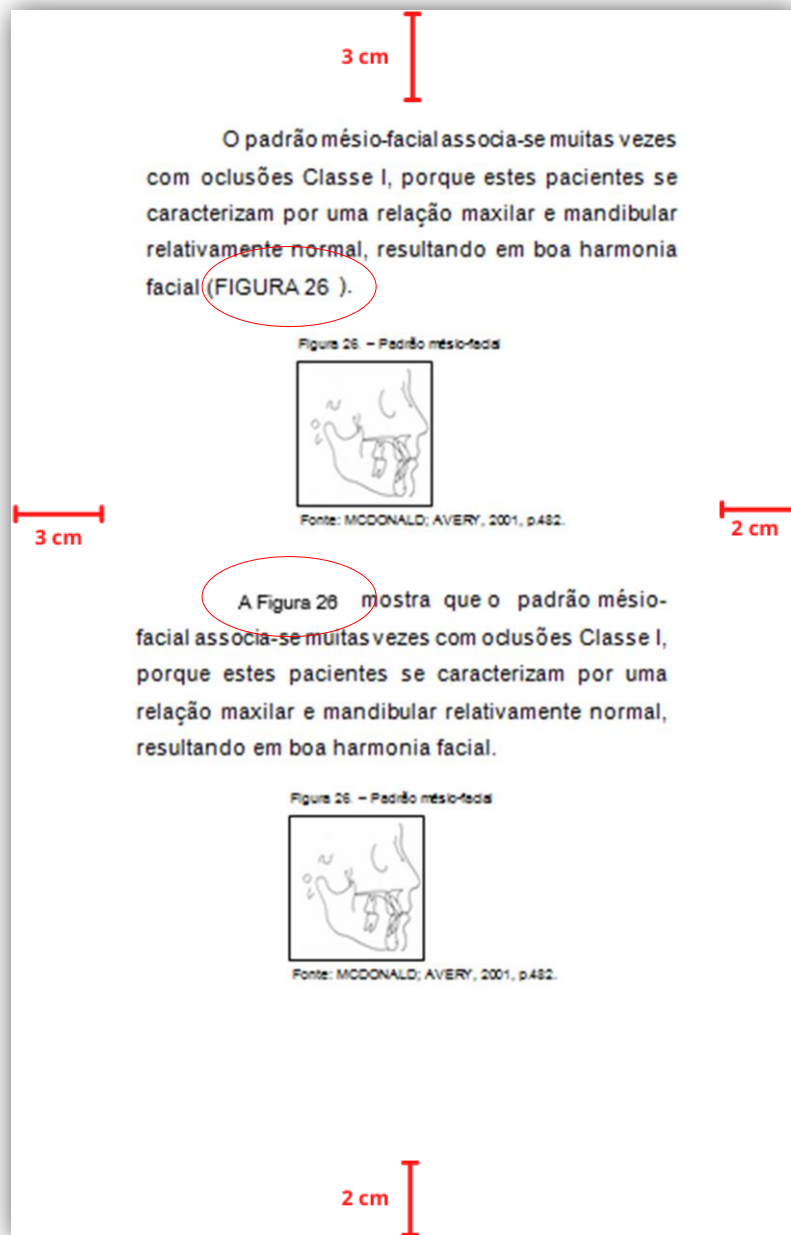 3 cm
O padrão mésio-facial associa-se muitas vezes
com oclusões Classe I, porque estes pacientes se
caracterizam por uma relação maxilar e mandibular
relativamente normal, resultando em boa harmonia
facial (FIGURA 26 ).
Figura 26. – Padrão mésio-facial
Fonte: MCDONALD; AVERY, 2001, p.482.
3 cm
2 cm
A Figura 26 mostra que o padrão mésio-
facial associa-se muitas vezes com oclusões Classe I,
porque estes pacientes se caracterizam por uma
relação maxilar e mandibular relativamente normal,
resultando em boa harmonia facial.
Figura 26. – Padrão mésio-facial
Fonte: MCDONALD; AVERY, 2001, p.482.
2 cm